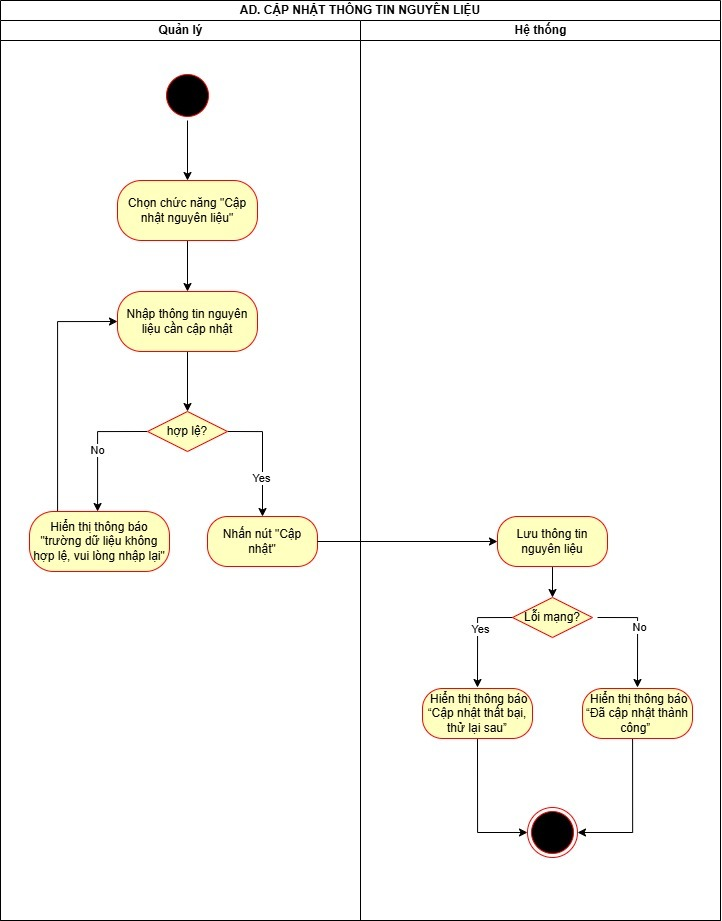 AD. CẬP NHẬT THÔNG TIN NGUYÊN LIỆU
Quản lý
Hệ thống
Chọn chức năng "Cập
nhật nguyên liệu"
Nhập thông tin nguyên
liệu cần cập nhật
hợp lệ?
No
Yes
Hiển thị thông báo
"trường dữ liệu không
hợp lệ, vui lòng nhập lại"
Nhấn nút "Cập
nhật"
Lưu thông tin
nguyên liệu
Lỗi mạng?
Yes
No
Hiển thị thông báo
“Cập nhật thất bại,
thử lại sau”
Hiển thị thông báo
“Đã cập nhật thành
công”